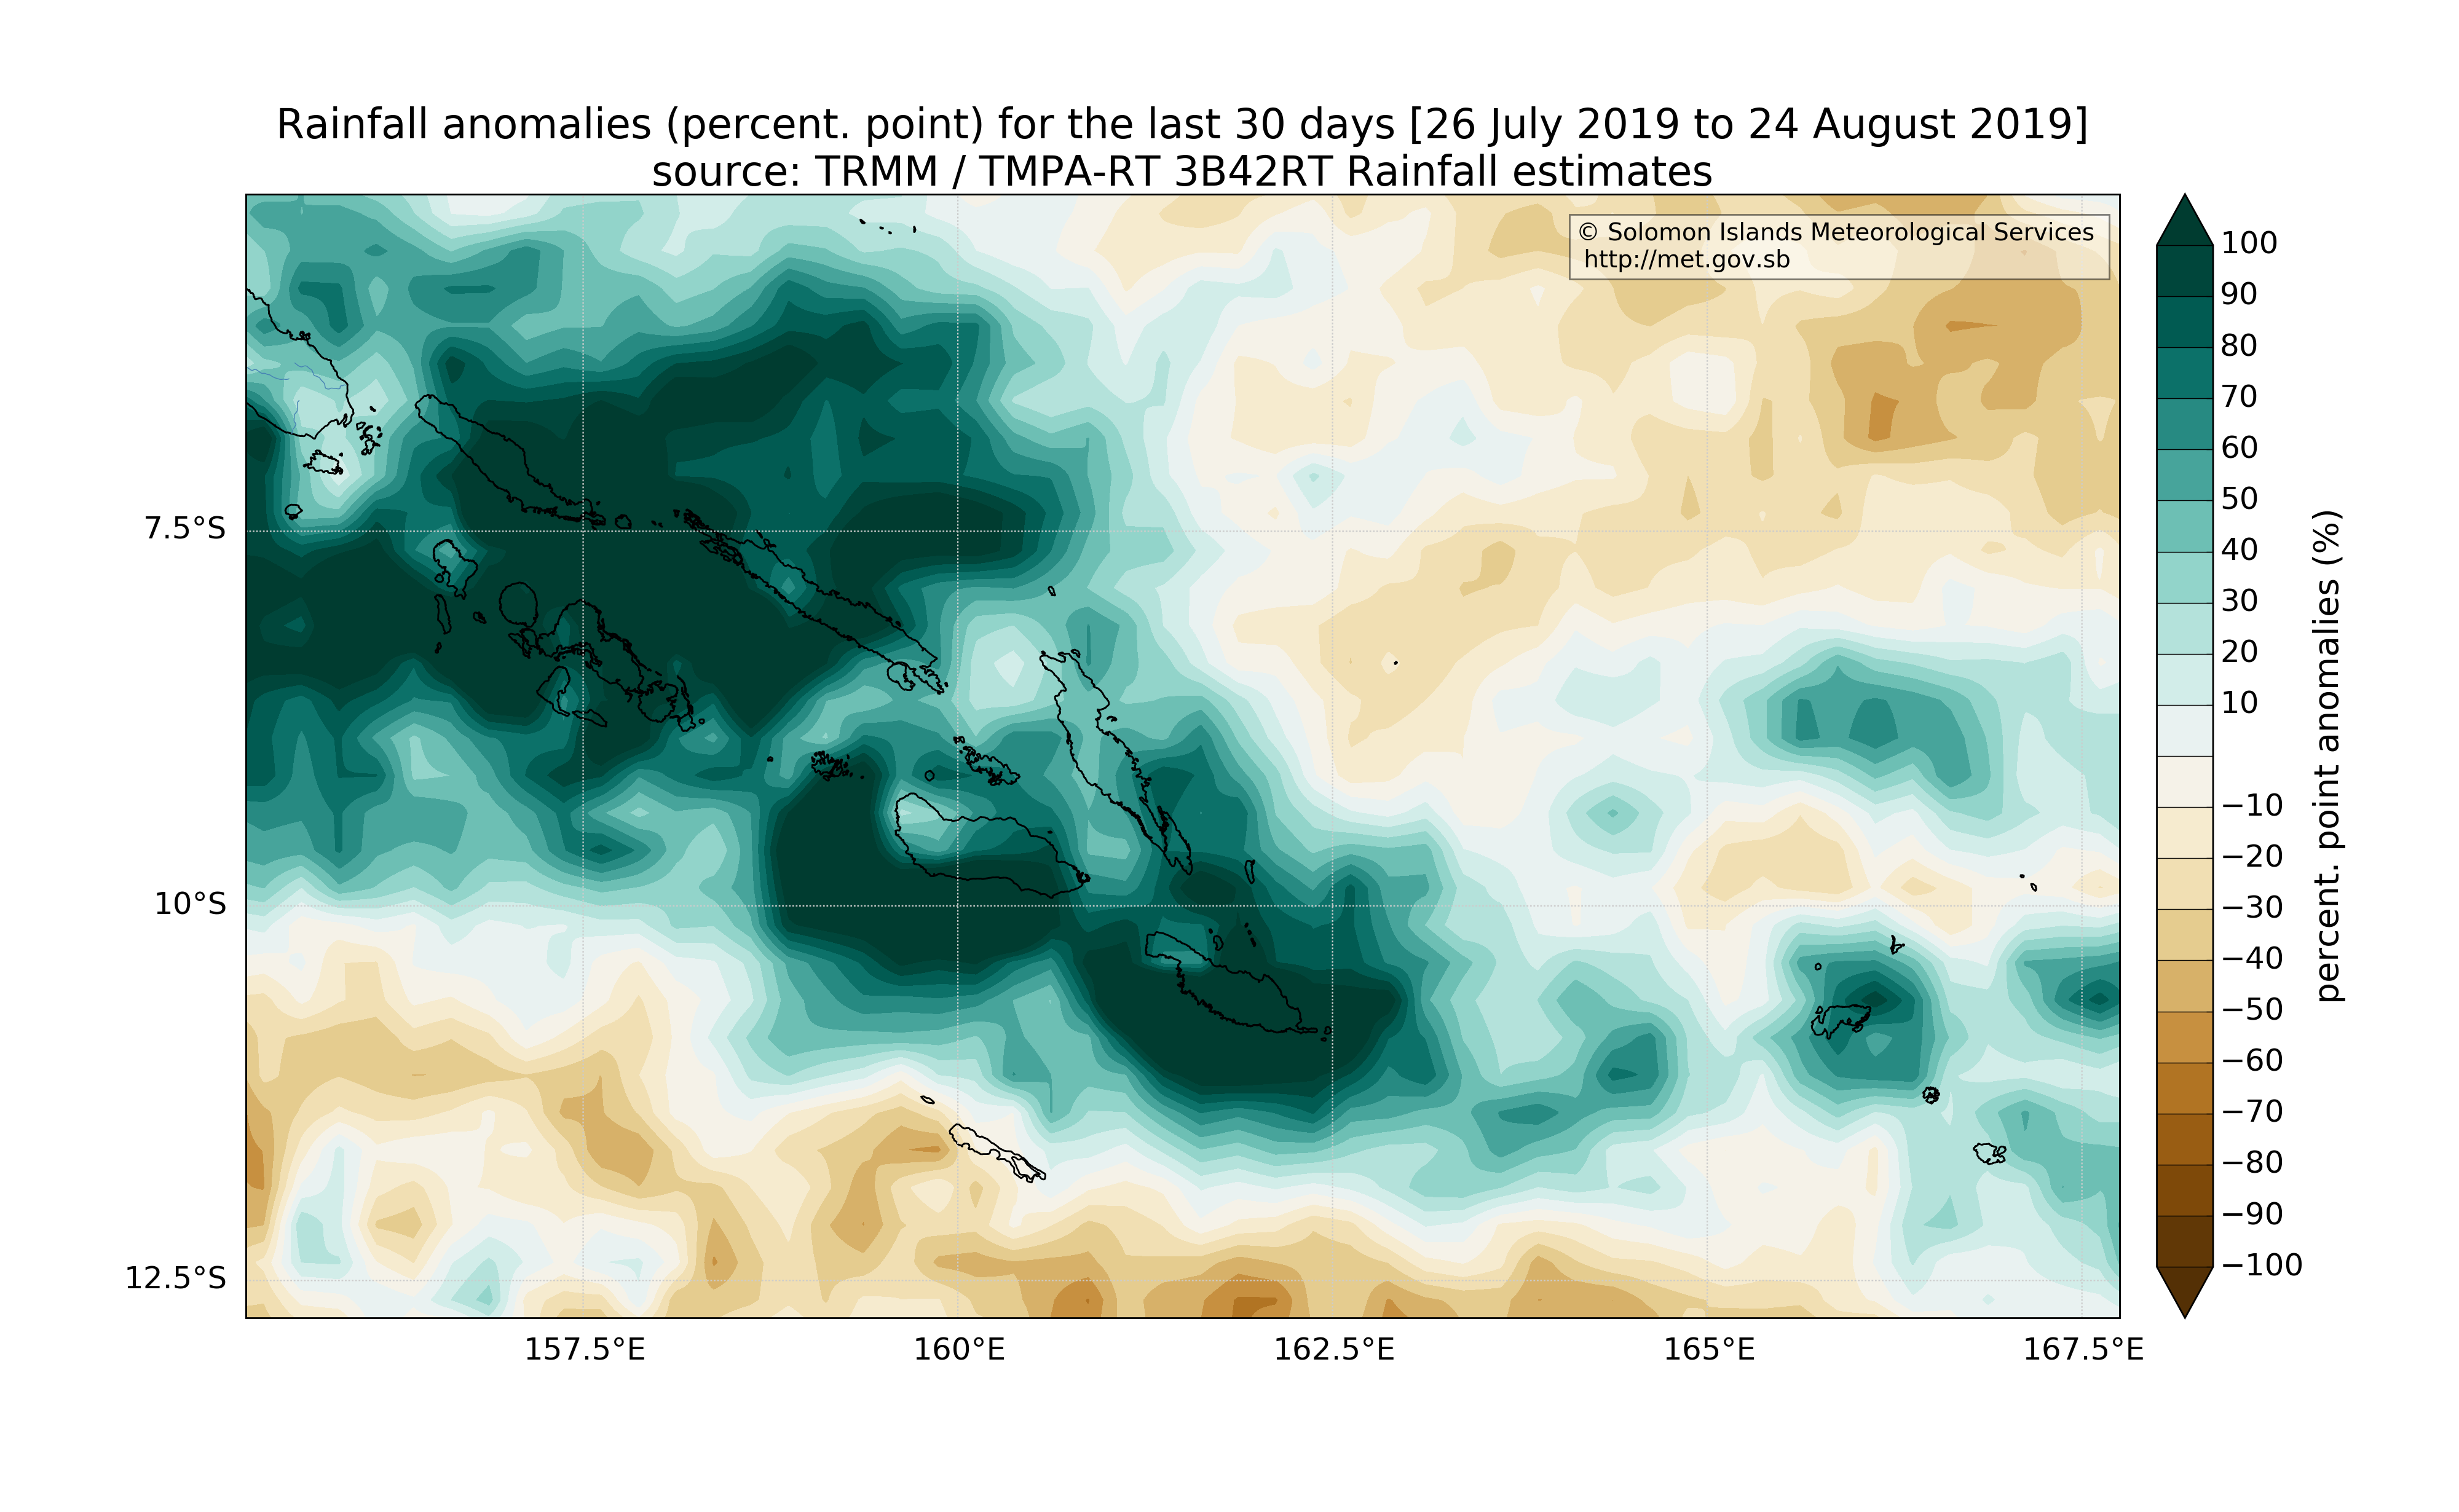 Rainfall anomalies (percent. point) for the last 30 days [26 July 2019 to 24 August 2019]
source: TRMM / TMPA-RT 3B42RT Rainfall estimates
© Solomon Islands Meteorological Services
http://met.gov.sb
7.5°S
10°S
12.5°S
157.5°E
160°E
162.5°E
165°E
167.5°E
100
90
80
70
60
50
40
30
20
10
−10
−20
−30
−40
−50
−60
−70
−80
−90
−100
percent. point anomalies (%)